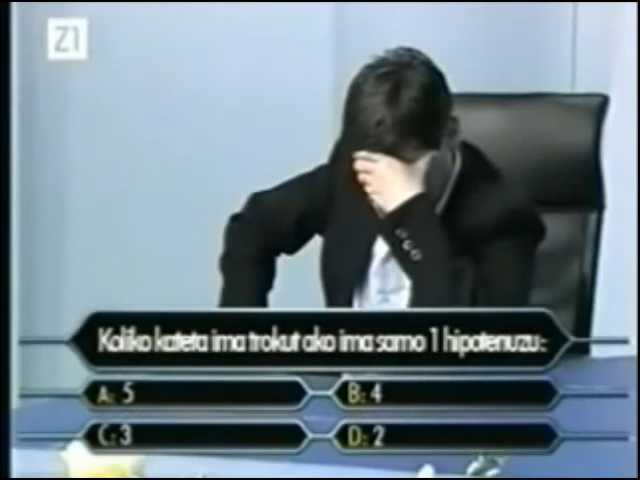 Z1
Koliko kateta ima trokut ako ima samo 1 hipotenuzu:
A: 5
B: 4
C: 3
D: 2